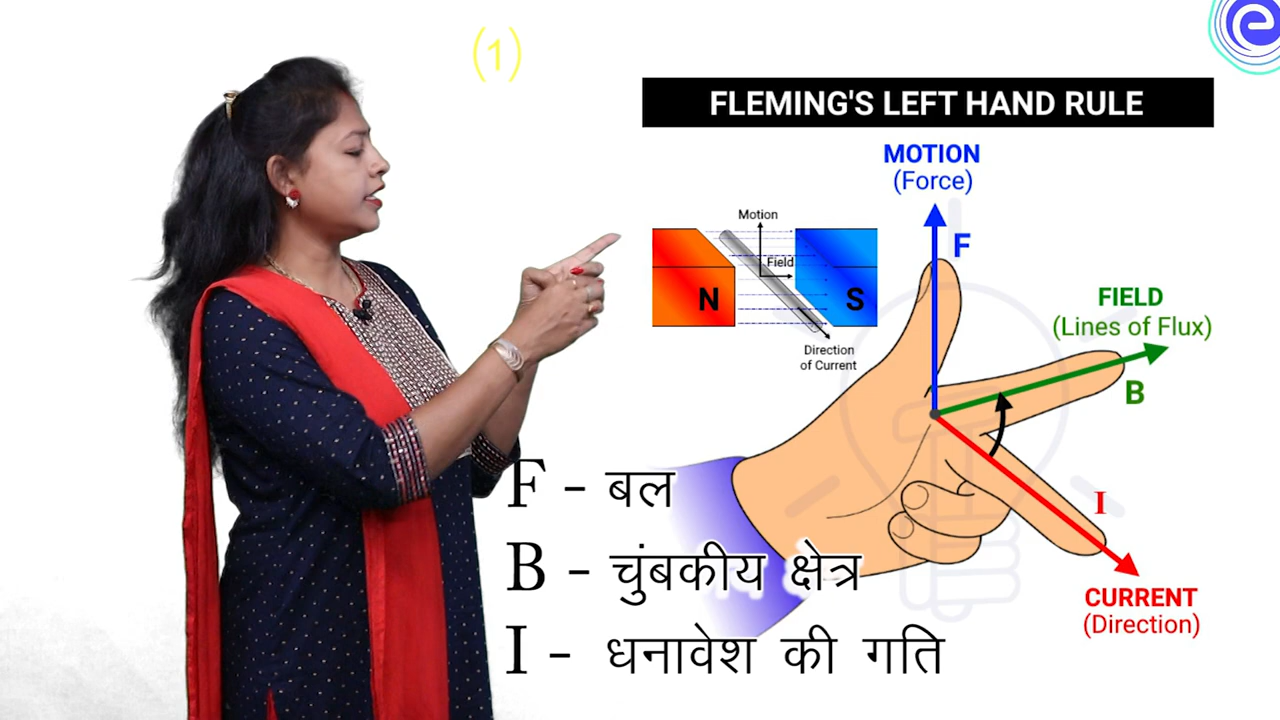 (1)
FLEMING'S LEFT HAND RULE
MOTION
(Force)
F
Motion
Field
N
S
Direction
of Current
FIELD
(Lines of Flux)
B
I
CURRENT
(Direction)
F - बल
B - चुंबकीय क्षेत्र
I - धनावेश की गति
e